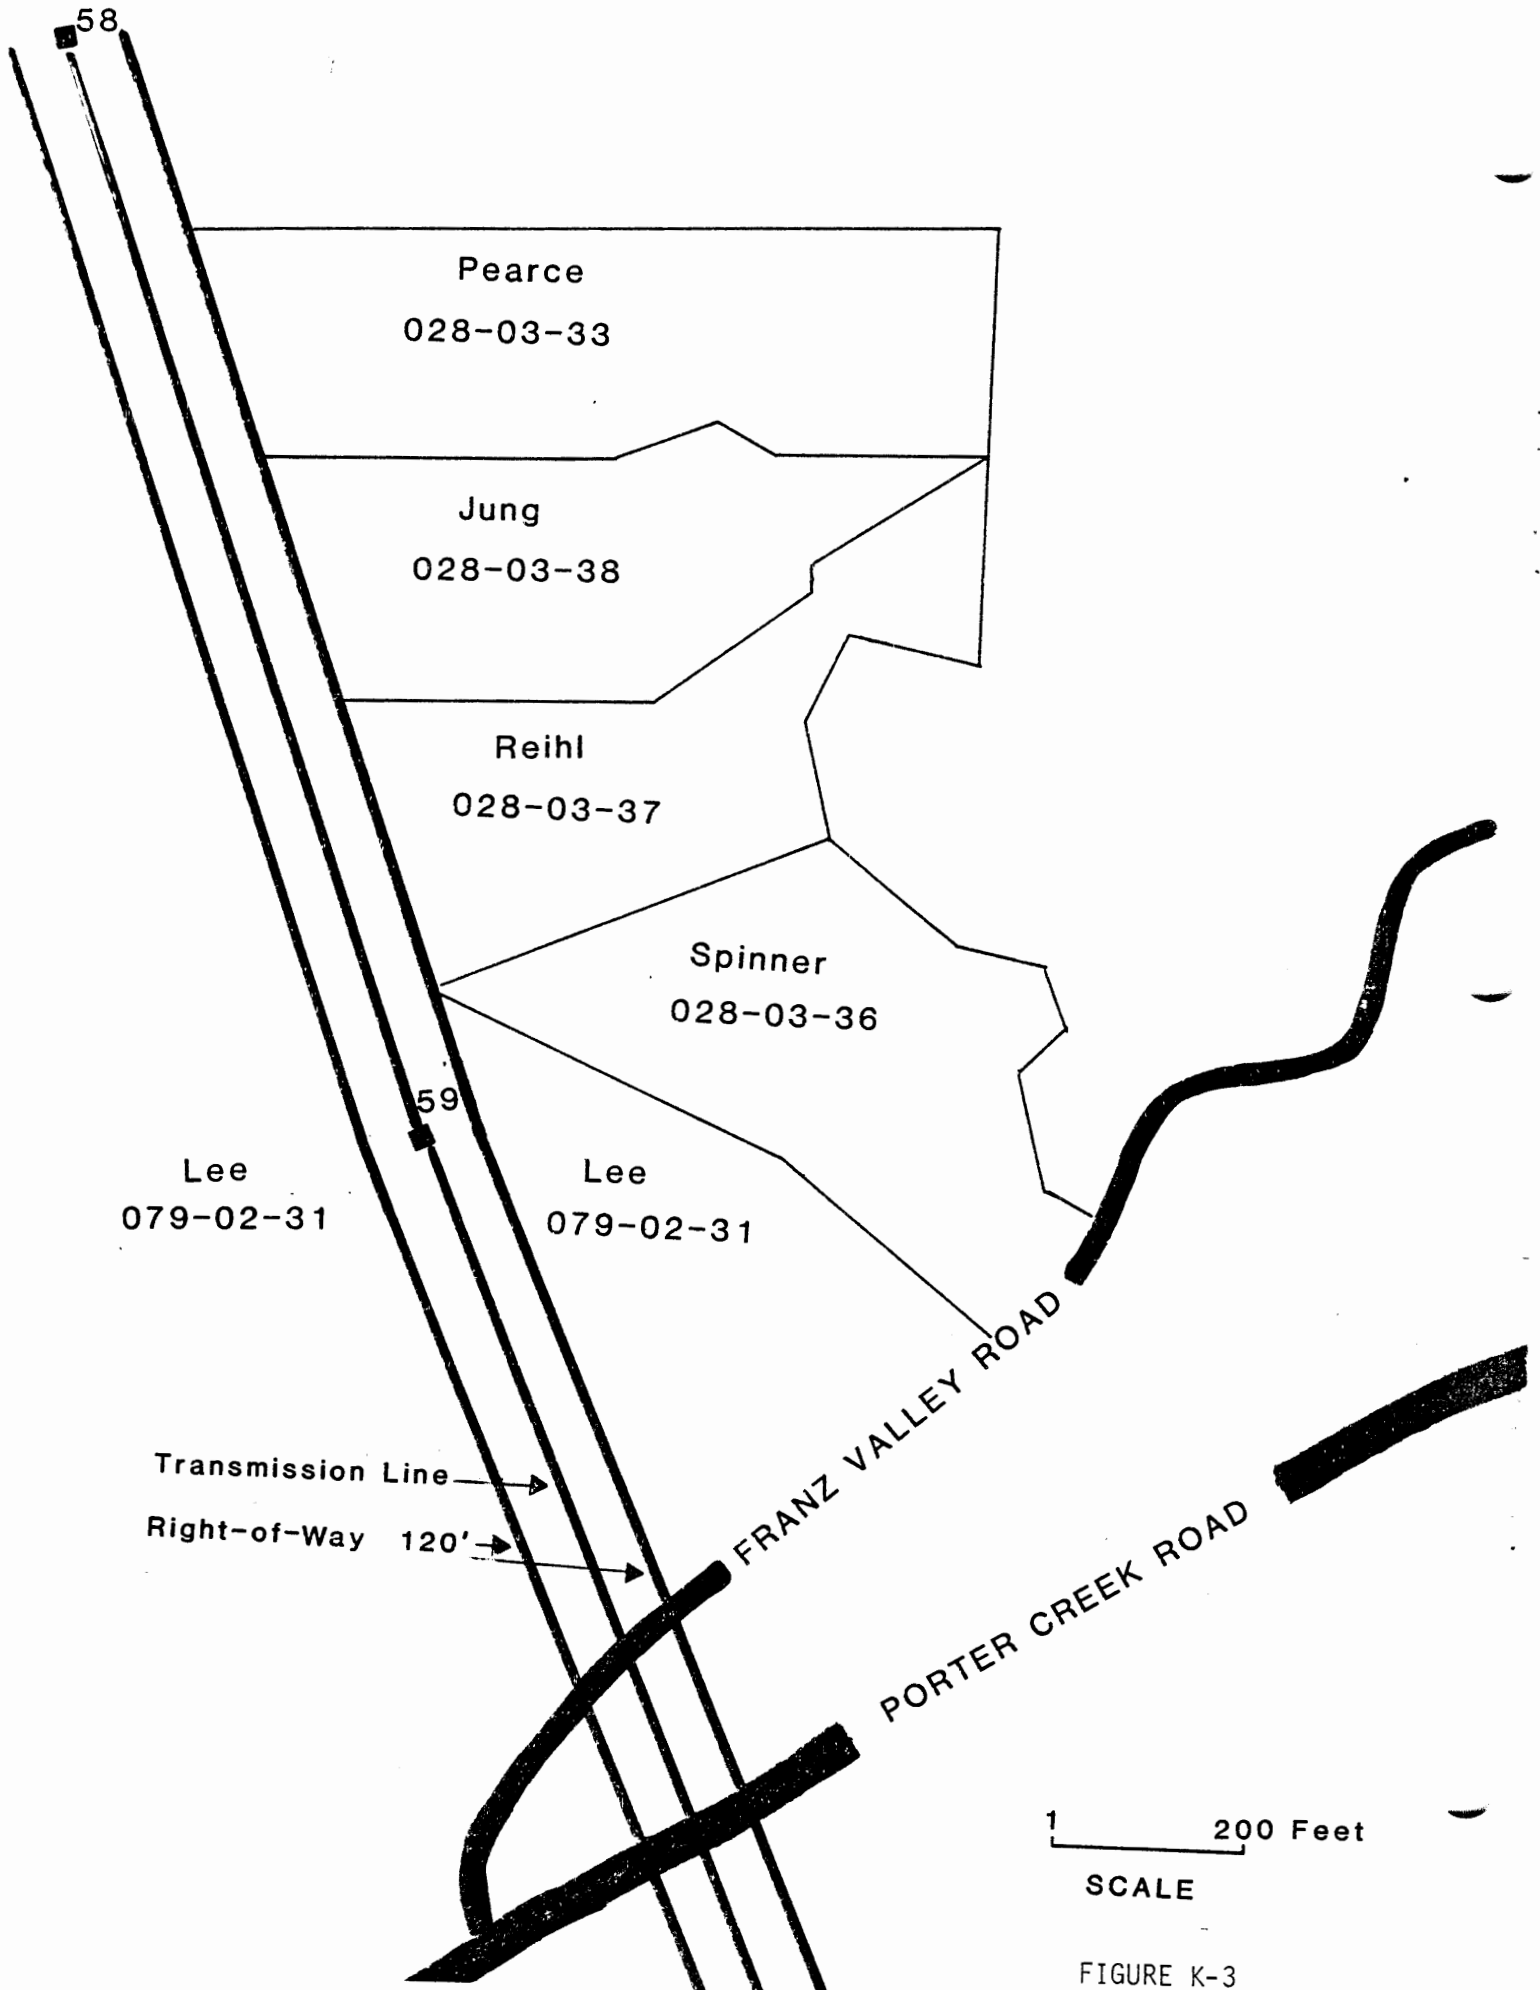 58
Pearce
028-03-33
Jung
028-03-38
Reihl
028-03-37
Spinner
028-03-36
59
Lee
079-02-31
Lee
079-02-31
Transmission Line
Right-of-Way 120'
FRANZ VALLEY ROAD
PORTER CREEK ROAD
1 200 Feet
SCALE
FIGURE K-3